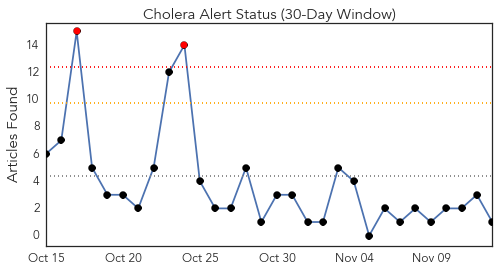 Cholera Alert Status (30-Day Window)
Articles Found
14
12
10
8
6
4
2
0
Oct 15
Oct 20
Oct 25
Oct 30
Nov 04
Nov 09